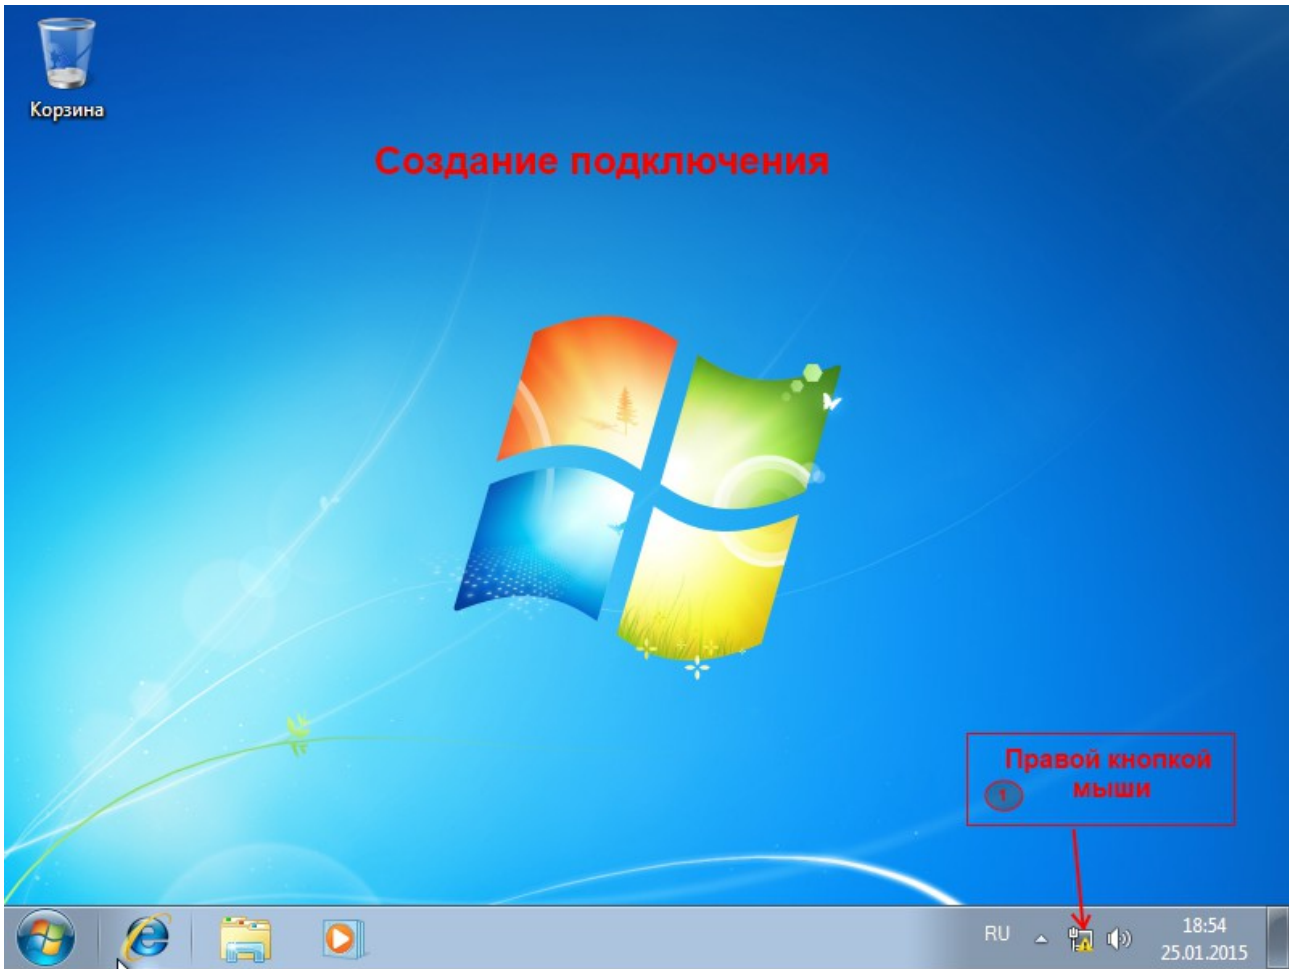 Корзина
Создание подключения
Правой кнопкой
1 мыши
RU
18:54
25.01.2015